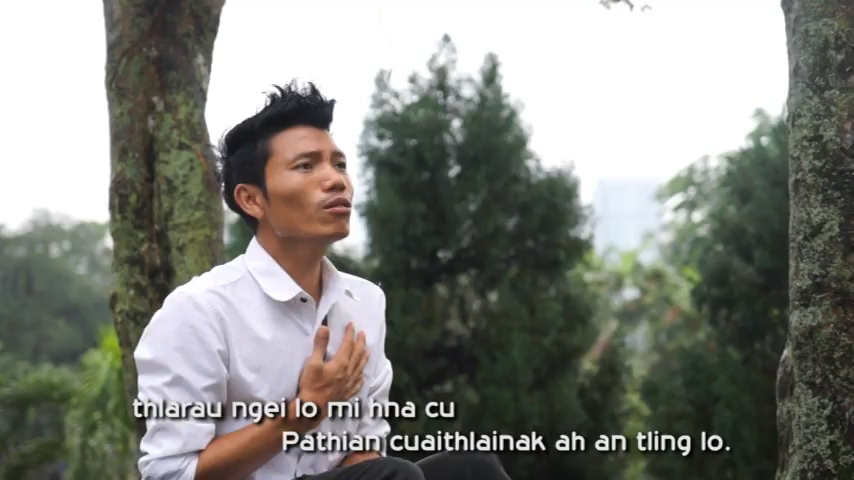 thlarau ngei lo mi hna cu
Pathian cuaithlainak ah an tling lo.